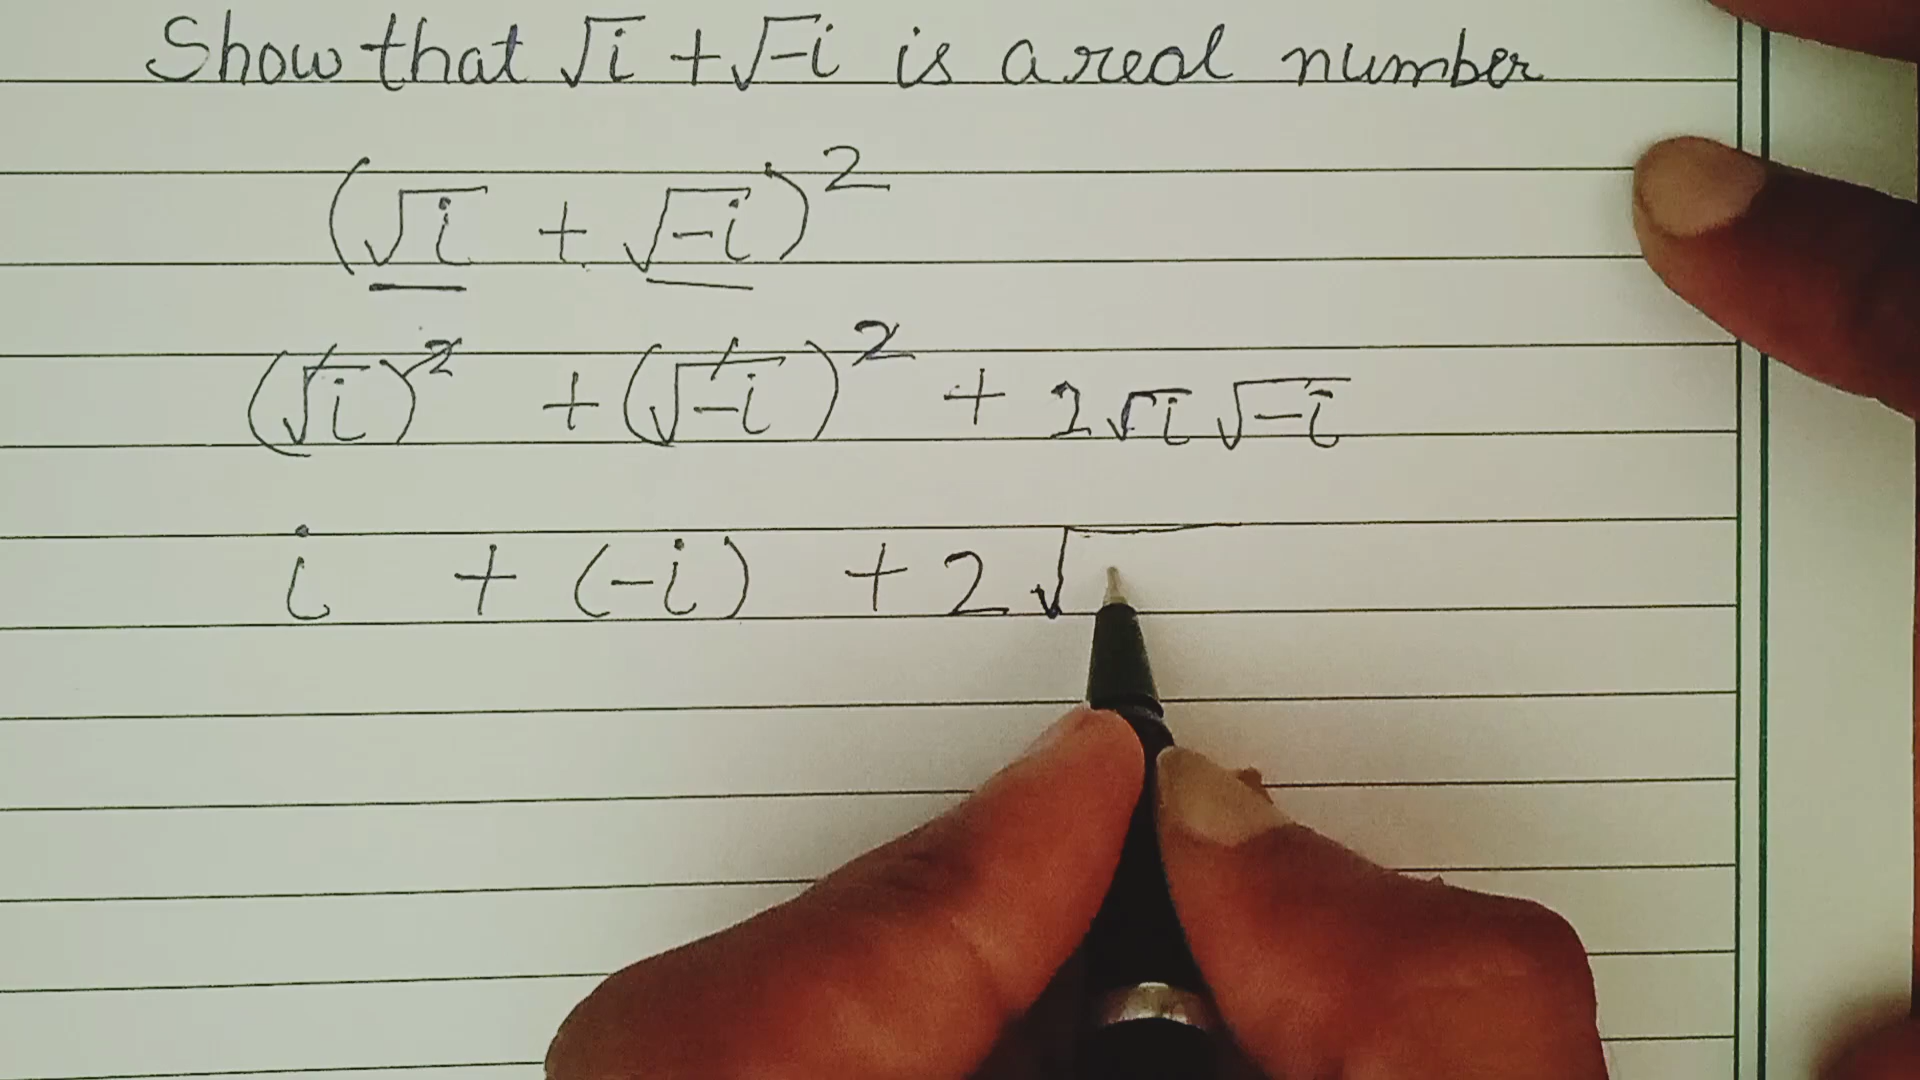 Show that √i + √-i is a real number
(√i + √-i)²
(√i)² + (√-i)² + 2√i √-i
i + (-i) + 2√